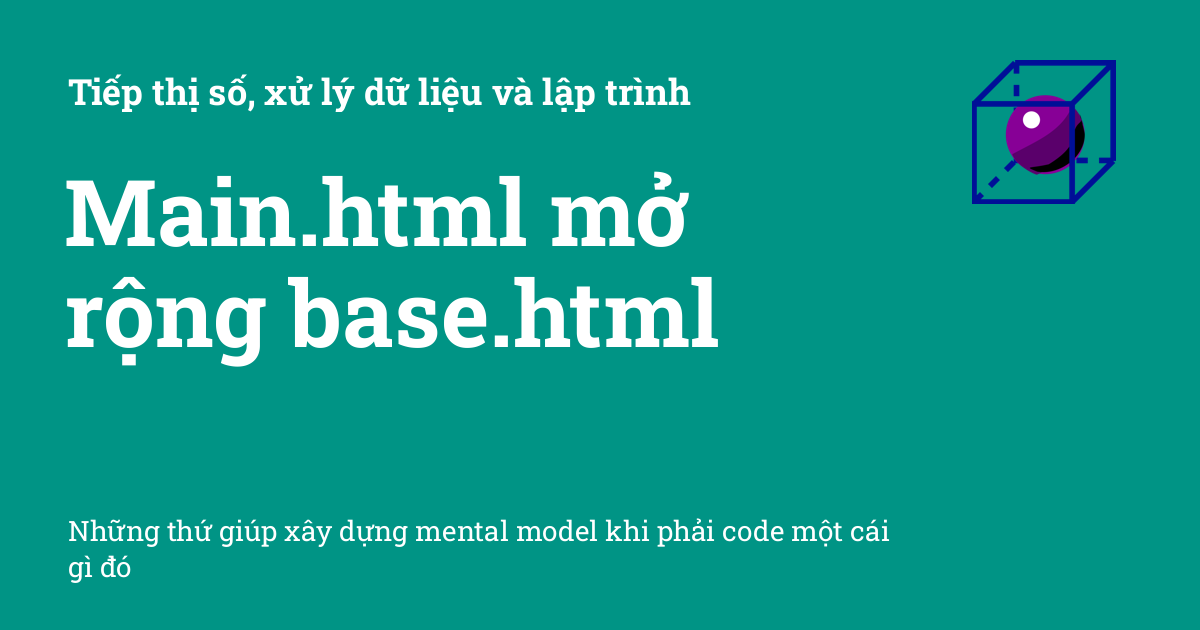 Tiếp thị số, xử lý dữ liệu và lập trình
Main.html mở
rộng base.html
Những thứ giúp xây dựng mental model khi phải code một cái
gì đó